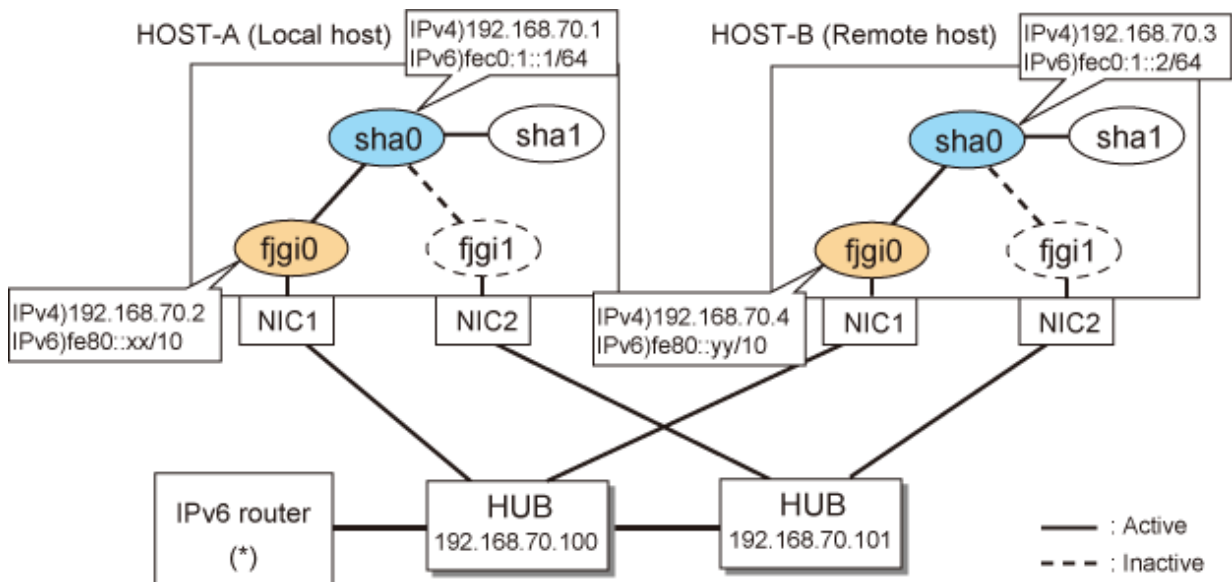 HOST-A (Local host)
IPv4)192.168.70.1
IPv6)fec0:1::1/64
HOST-B (Remote host)
IPv4)192.168.70.3
IPv6)fec0:1::2/64
sha0
sha1
sha0
sha1
fjgi0
fjgi1
fjgi0
fjgi1
IPv4)192.168.70.2
IPv6)fe80::xx/10
NIC1
NIC2
IPv4)192.168.70.4
IPv6)fe80::yy/10
NIC1
NIC2
IPv6 router
(*)
HUB
192.168.70.100
HUB
192.168.70.101
: Active
: Inactive